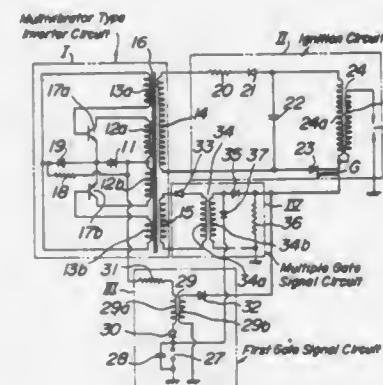 Multivibrator Type
Inverter Circuit
I
16
II
Ignition Circuit
13a
17a
14
20
21
24
24a
22
12a
19
11
33
34
35
37
23
G
18
12b
IV
17b
15
36
34b
13b
34a
Multiple Gate
Signal Circuit
31
III
29
29a
32
29b
30
28
27
First Gate Signal Circuit